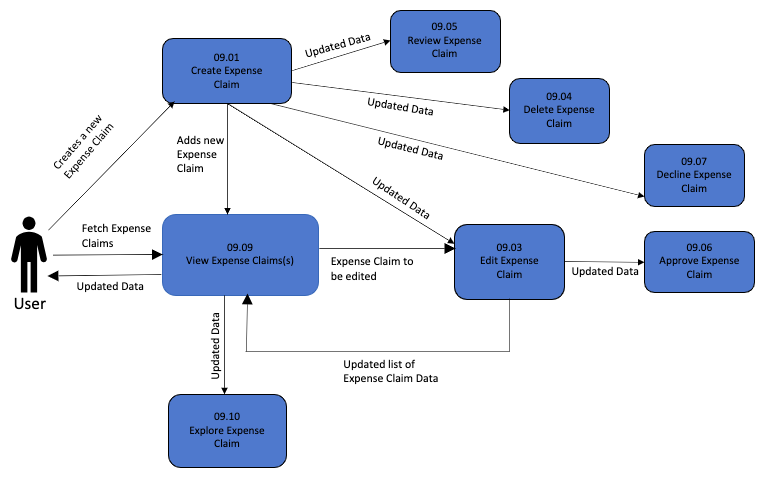 09.05
Review Expense
Claim
09.01
Create Expense
Claim
Updated Data
09.04
Delete Expense
Claim
Updated Data
Creates a new
Expense Claim
Adds new
Expense
Claim
Updated Data
09.07
Decline Expense
Claim
Updated Data
Fetch Expense
Claims
09.09
View Expense Claims(s)
Expense Claim to
be edited
09.03
Edit Expense
Claim
Updated Data
09.06
Approve Expense
Claim
Updated Data
User
Updated Data
Updated list of
Expense Claim Data
09.10
Explore Expense
Claim